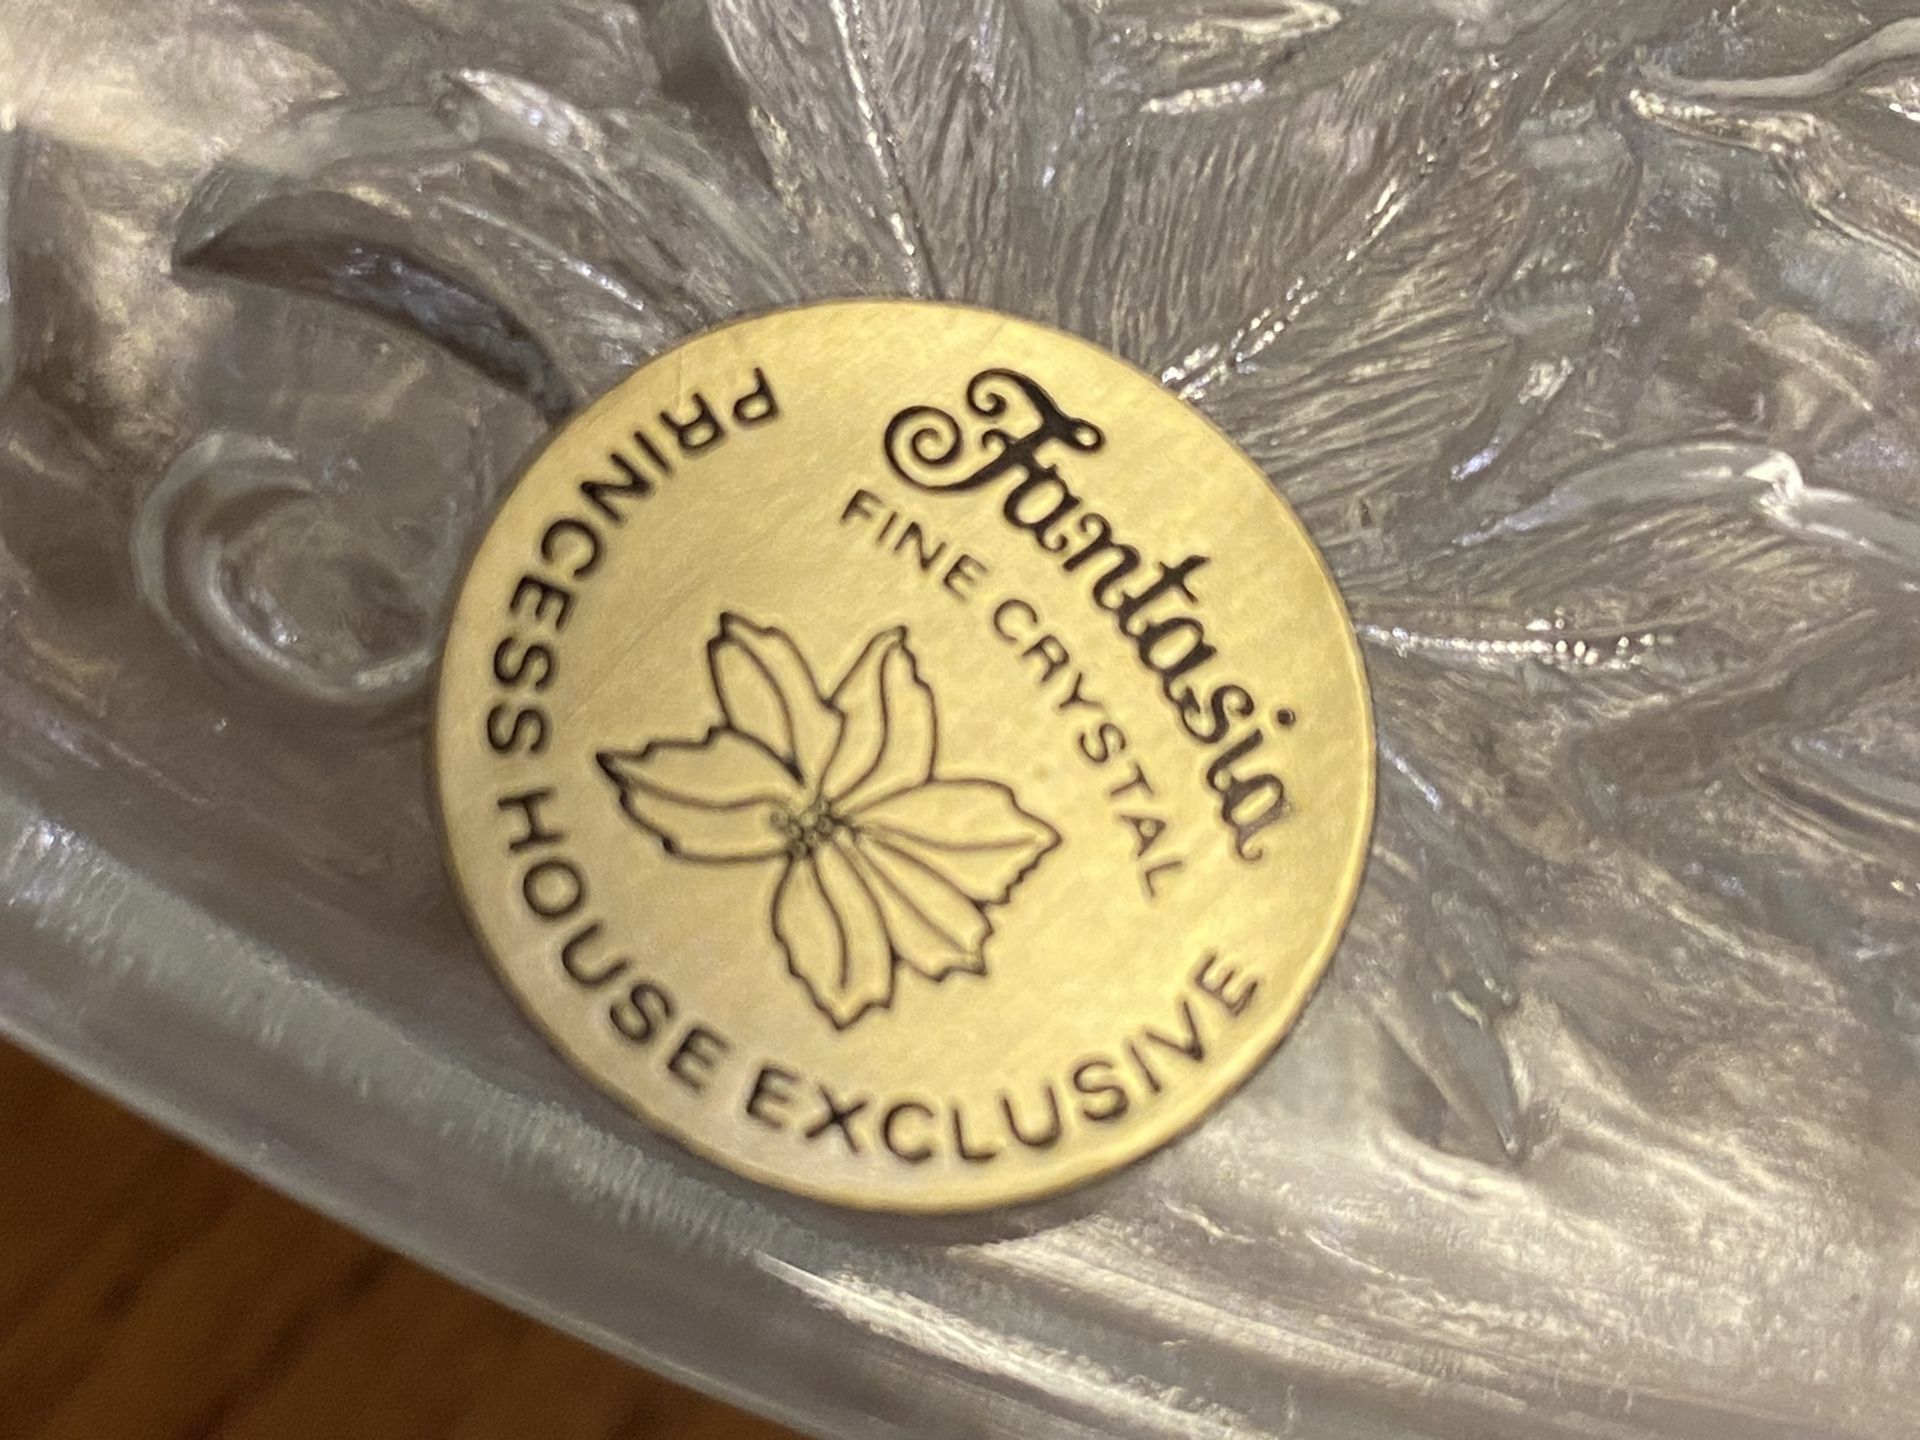 Fantasia
FINE CRYSTAL
PRINCESS HOUSE EXCLUSIVE